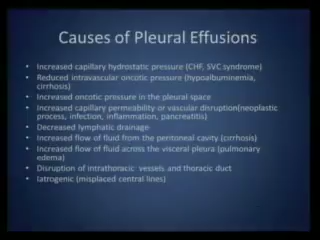 Causes of Pleural Effusions
• Increased capillary hydrostatic pressure (CHF, SVC syndrome)
• Reduced intravascular oncotic pressure (hypoalbuminemia,
cirrhosis)
• Increased oncotic pressure in the pleural space
• Increased capillary permeability or vascular disruption(neoplastic
process, infection, inflammation, pancreatitis)
• Decreased lymphatic drainage
• Increased flow of fluid from the peritoneal cavity (cirrhosis)
• Increased flow of fluid across the visceral pleura (pulmonary
edema)
• Disruption of intrathoracic vessels and thoracic duct
• Iatrogenic (misplaced central lines)